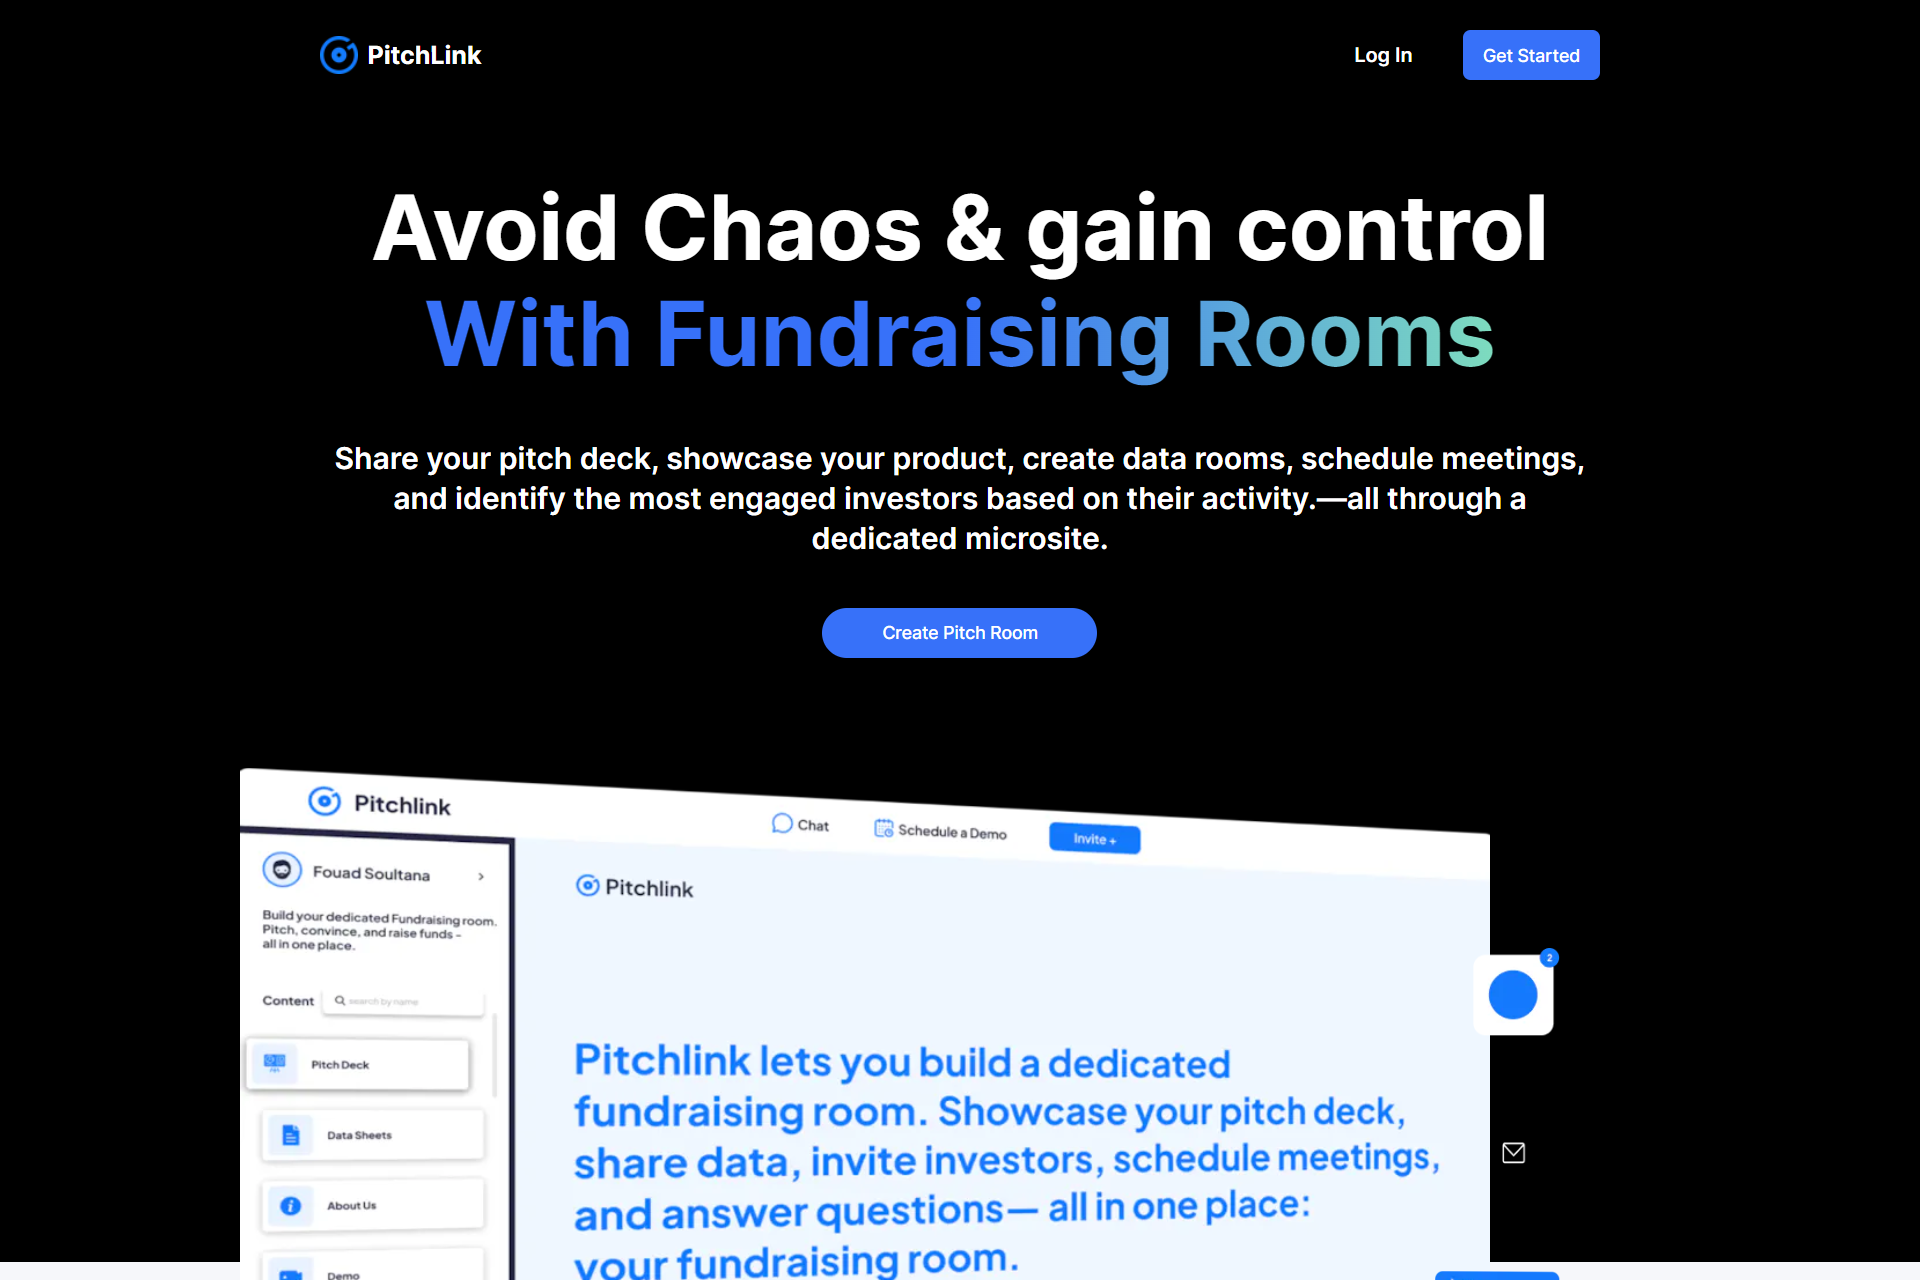 PitchLink
Log In
Get Started
Avoid Chaos & gain control
With Fundraising Rooms
Share your pitch deck, showcase your product, create data rooms, schedule meetings,
and identify the most engaged investors based on their activity.—all through a
dedicated microsite.
Create Pitch Room
Pitchlink
Chat
Schedule a Demo
Invite +
Fouad Soultana
Build your dedicated Fundraising room.
Pitch, convince, and raise funds -
all in one place.
Content
search by name
Pitch Deck
Data Sheets
About Us
Demo
Pitchlink
2
Pitchlink lets you build a dedicated
fundraising room. Showcase your pitch deck,
share data, invite investors, schedule meetings,
and answer questions— all in one place:
your fundraising room.